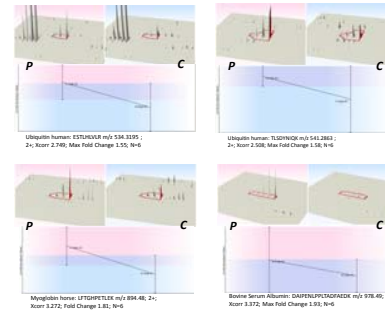 P
C
P
C
Ubiquitin human: ESTLHLVLR m/z 534.3195 ;
2+; Xcorr 2.749; Max Fold Change 1.55; N=6
Ubiquitin human: TLSDYNIQK m/z 541.2863 ;
2+; Xcorr 2.508; Max Fold Change 1.58; N=6
P
C
P
C
Myoglobin horse: LFTGHPETLEK m/z 894.48; 2+;
Xcorr 3.272; Fold Change 1.81; N=6
Bovine Serum Albumin: DAIPENLPPLTADFAEDK m/z 978.49;
Xcorr 3.372; Max Fold Change 1.93; N=6